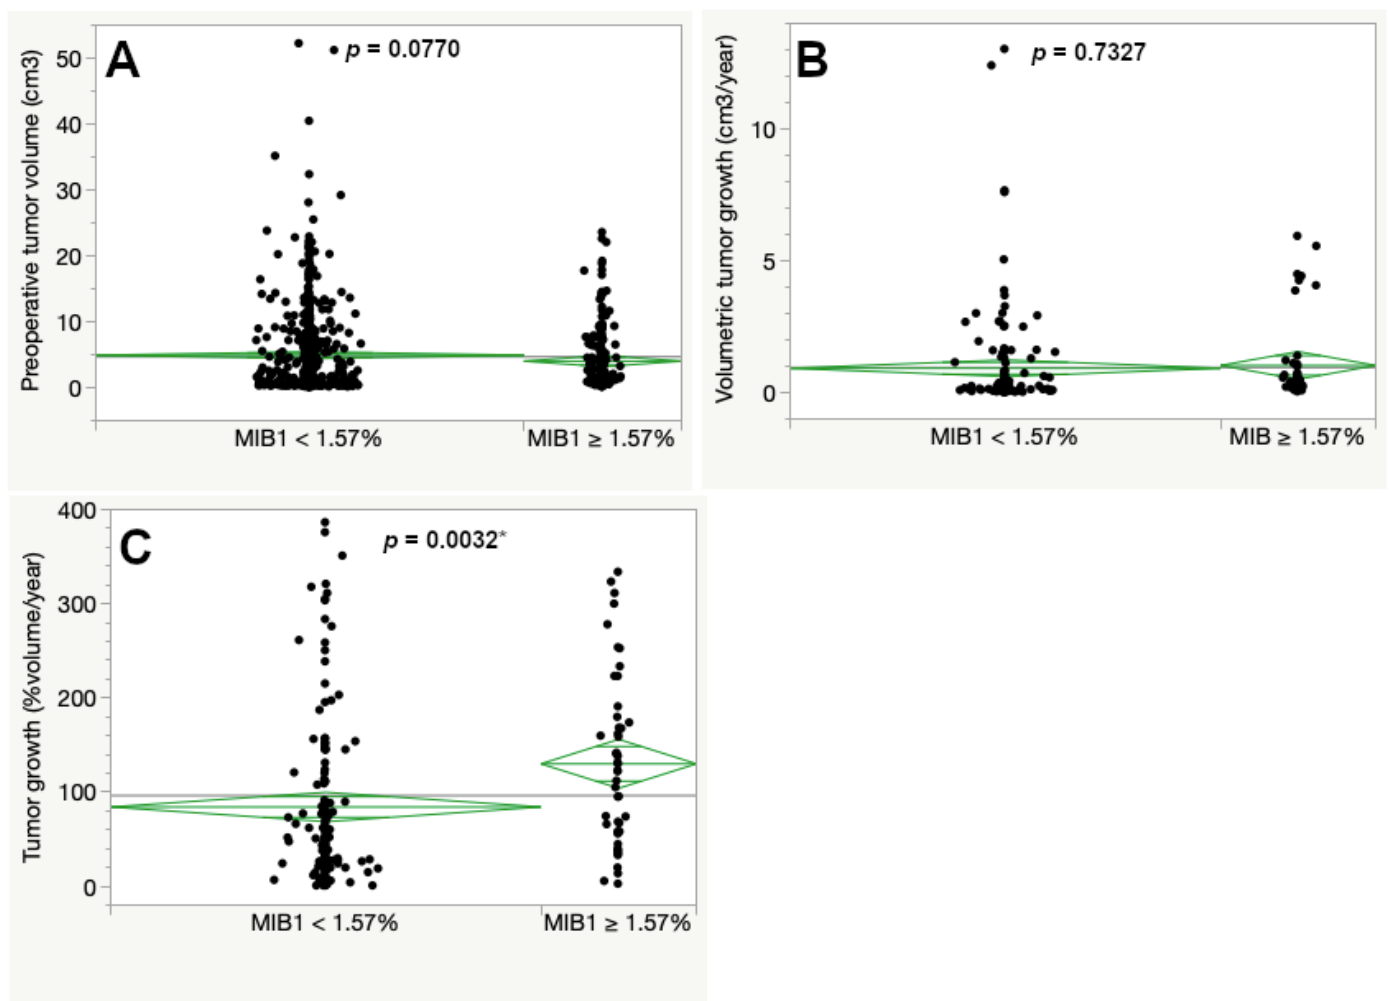 A
p = 0.0770
Preoperative tumor volume (cm3)
50
40
30
20
10
0
MIB1 < 1.57%
MIB1 ≥ 1.57%
B
p = 0.7327
Volumetric tumor growth (cm3/year)
10
5
0
MIB1 < 1.57%
MIB ≥ 1.57%
C
p = 0.0032*
Tumor growth (%volume/year)
400
300
200
100
0
MIB1 < 1.57%
MIB1 ≥ 1.57%